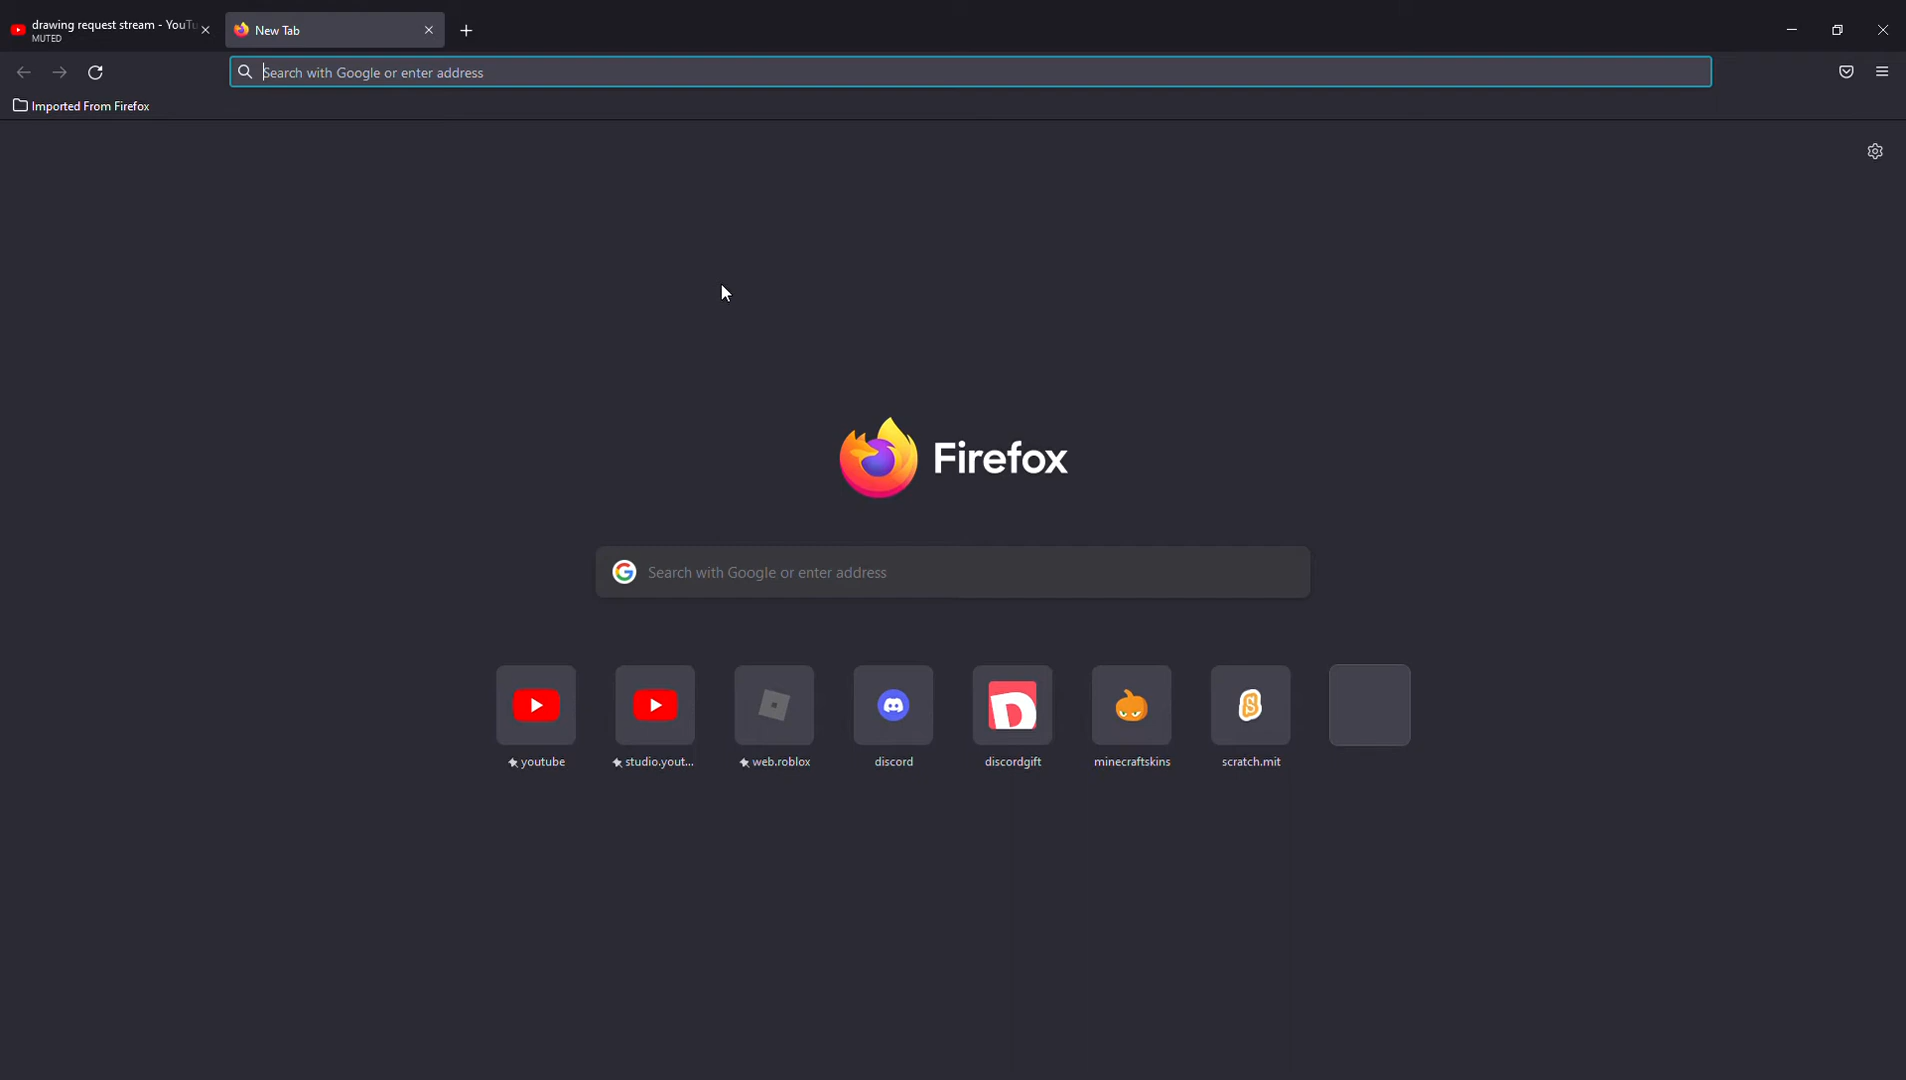 drawing request stream - YouTu
MUTED
New Tab
Search with Google or enter address
Imported From Firefox
Firefox
Search with Google or enter address
youtube
studio.yout...
web.roblox
discord
discordgift
minecraftskins
scratch.mit